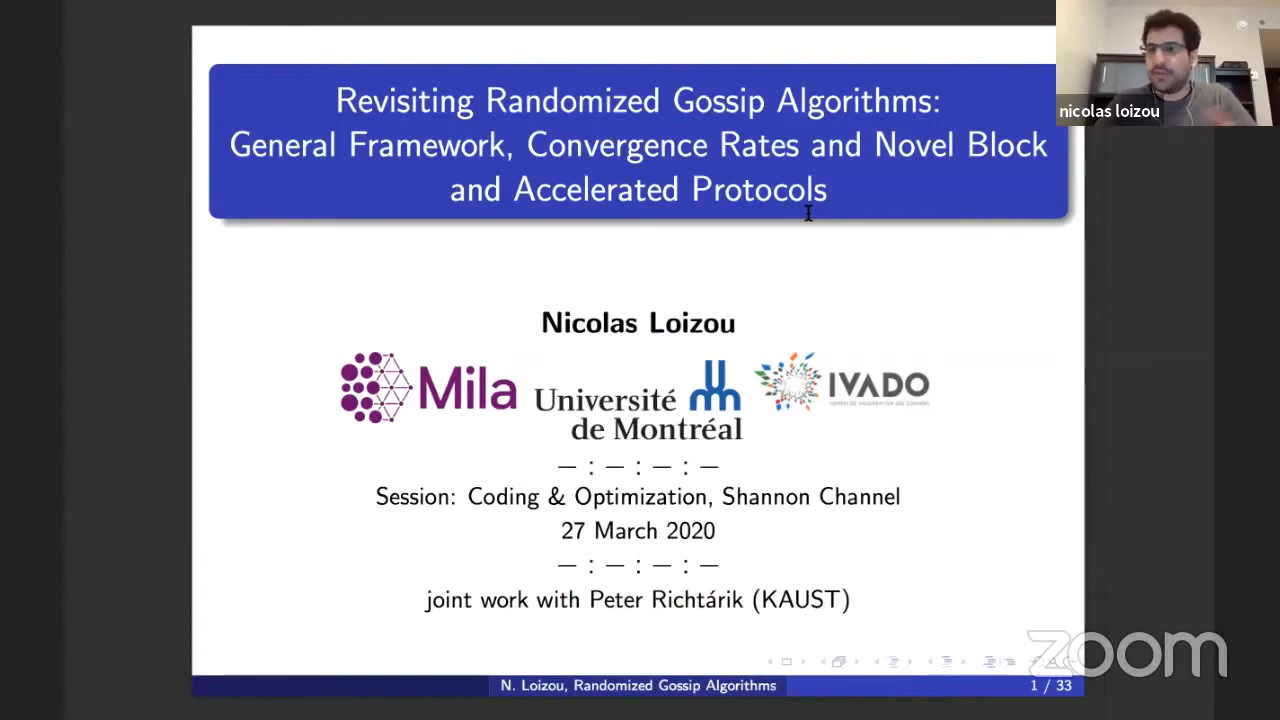 Revisiting Randomized Gossip Algorithms:
General Framework, Convergence Rates and Novel Block
and Accelerated Protocols
nicolas loizou
Nicolas Loizou
Mila
Université
de Montréal
IVADO
– : – : – : –
Session: Coding & Optimization, Shannon Channel
27 March 2020
– : – : – : –
joint work with Peter Richtárik (KAUST)
zoom
N. Loizou, Randomized Gossip Algorithms
1 / 33